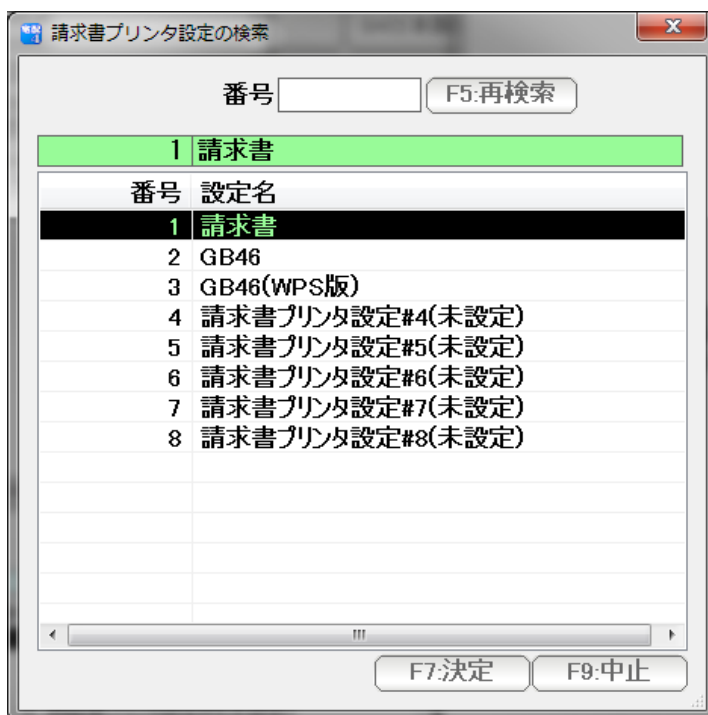 請求書プリンタ設定の検索
番号 F5:再検索
1 請求書
番号 設定名
1 請求書
2 GB46
3 GB46(WPS版)
4 請求書プリンタ設定#4(未設定)
5 請求書プリンタ設定#5(未設定)
6 請求書プリンタ設定#6(未設定)
7 請求書プリンタ設定#7(未設定)
8 請求書プリンタ設定#8(未設定)
F7:決定 F9:中止